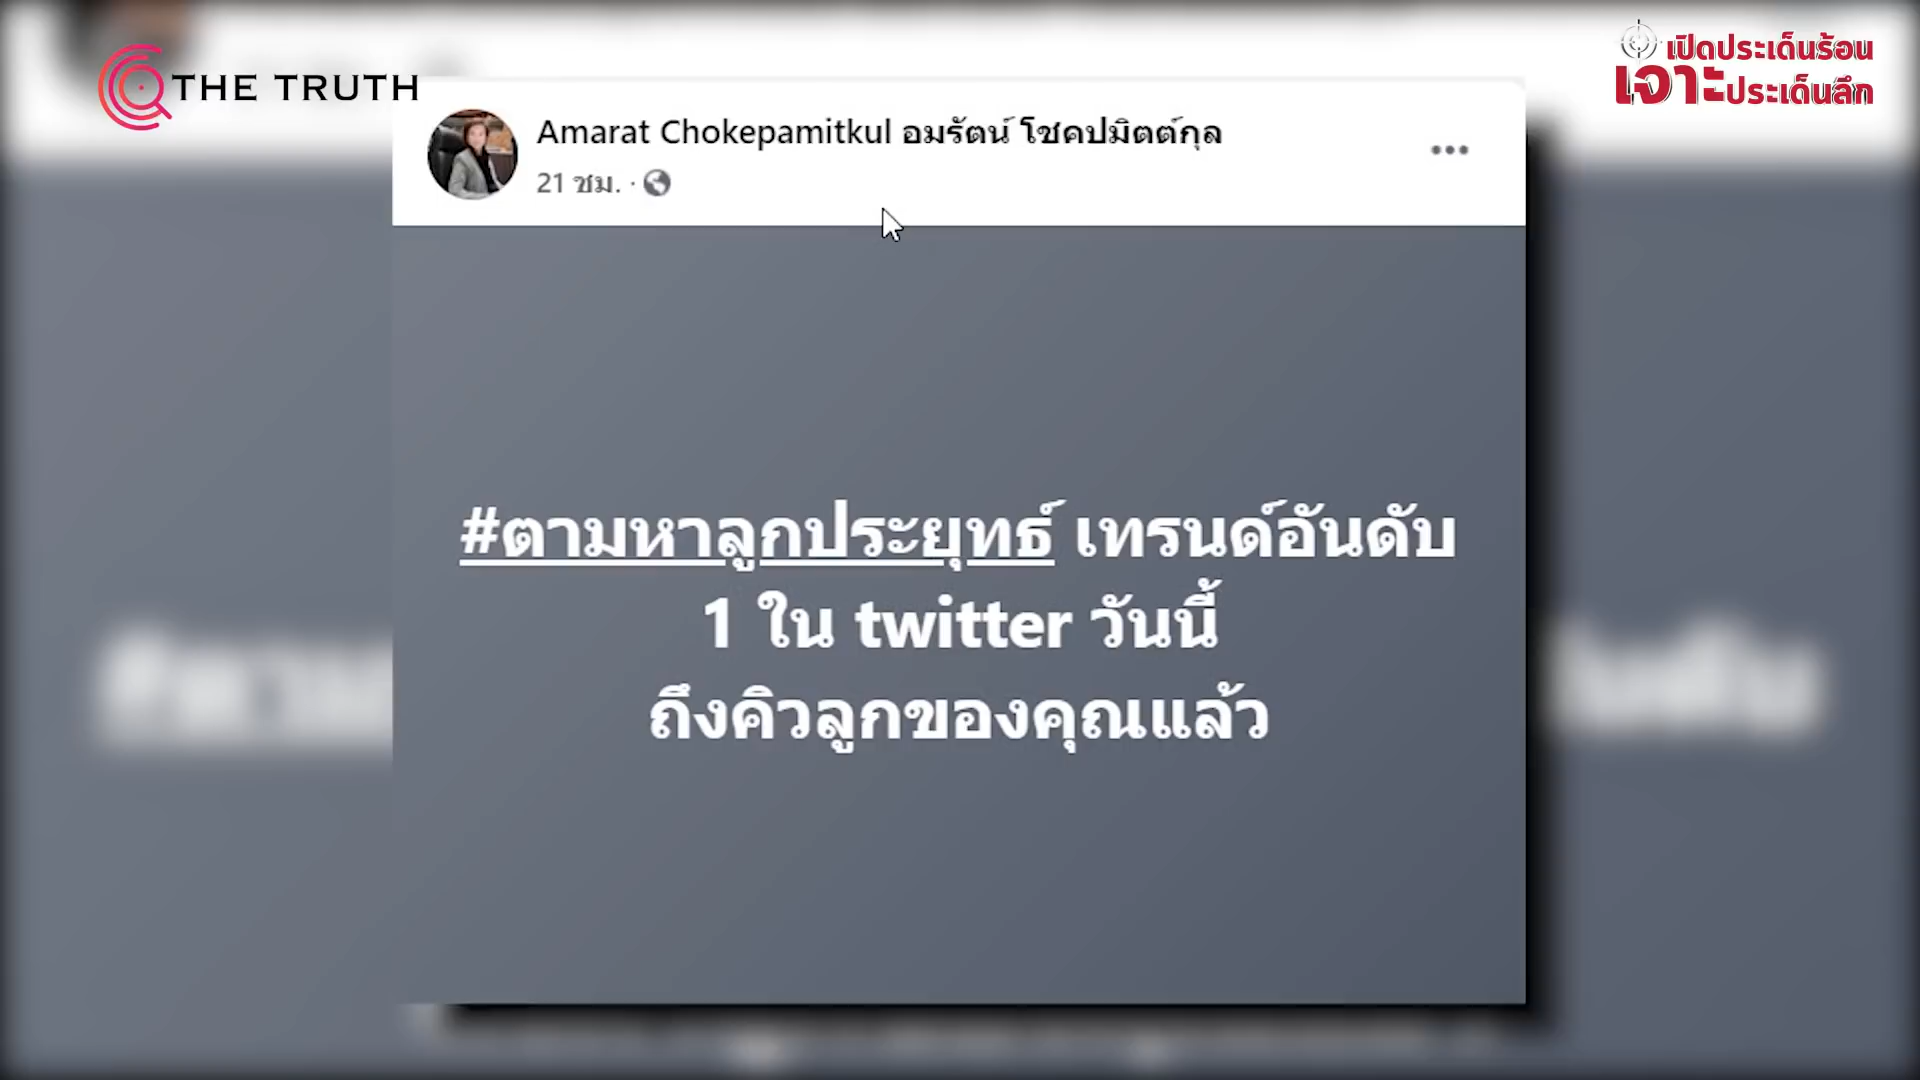 THE TRUTH
เปิดประเด็นร้อน
เจาะประเด็นลึก
Amarat Chokepamitkul อมรัตน์ โชคปมิตต์กุล
21 ชม. ·
#ตามหาลูกประยุทธ์ เทรนด์อันดับ
1 ใน twitter วันนี้
ถึงคิวลูกของคุณแล้ว